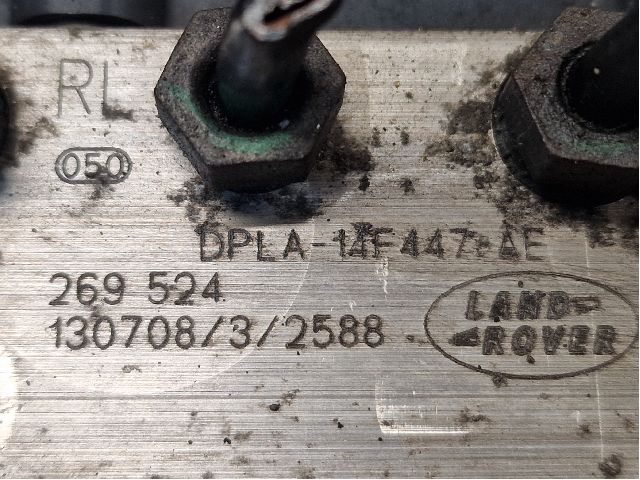 RL
050
DPLA-14F447-AE
269 524
130708/3/2588
LAND
ROVER